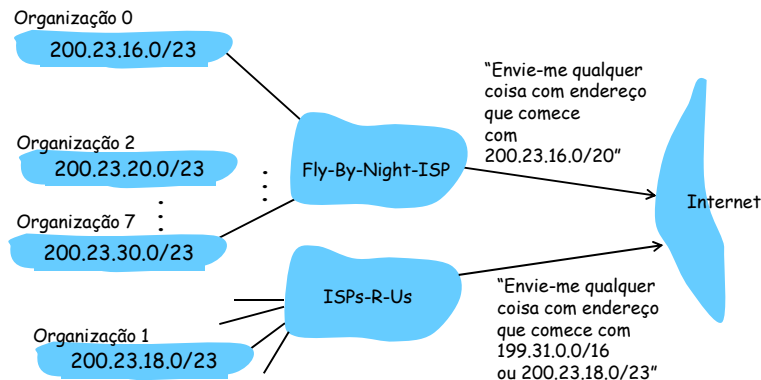 Organização 0
200.23.16.0/23
Organização 2
200.23.20.0/23
Organização 7
200.23.30.0/23
Fly-By-Night-ISP
“Envie-me qualquer
coisa com endereço
que comece
com
200.23.16.0/20”
Internet
ISPs-R-Us
Organização 1
200.23.18.0/23
“Envie-me qualquer
coisa com endereço
que comece com
199.31.0.0/16
ou 200.23.18.0/23”